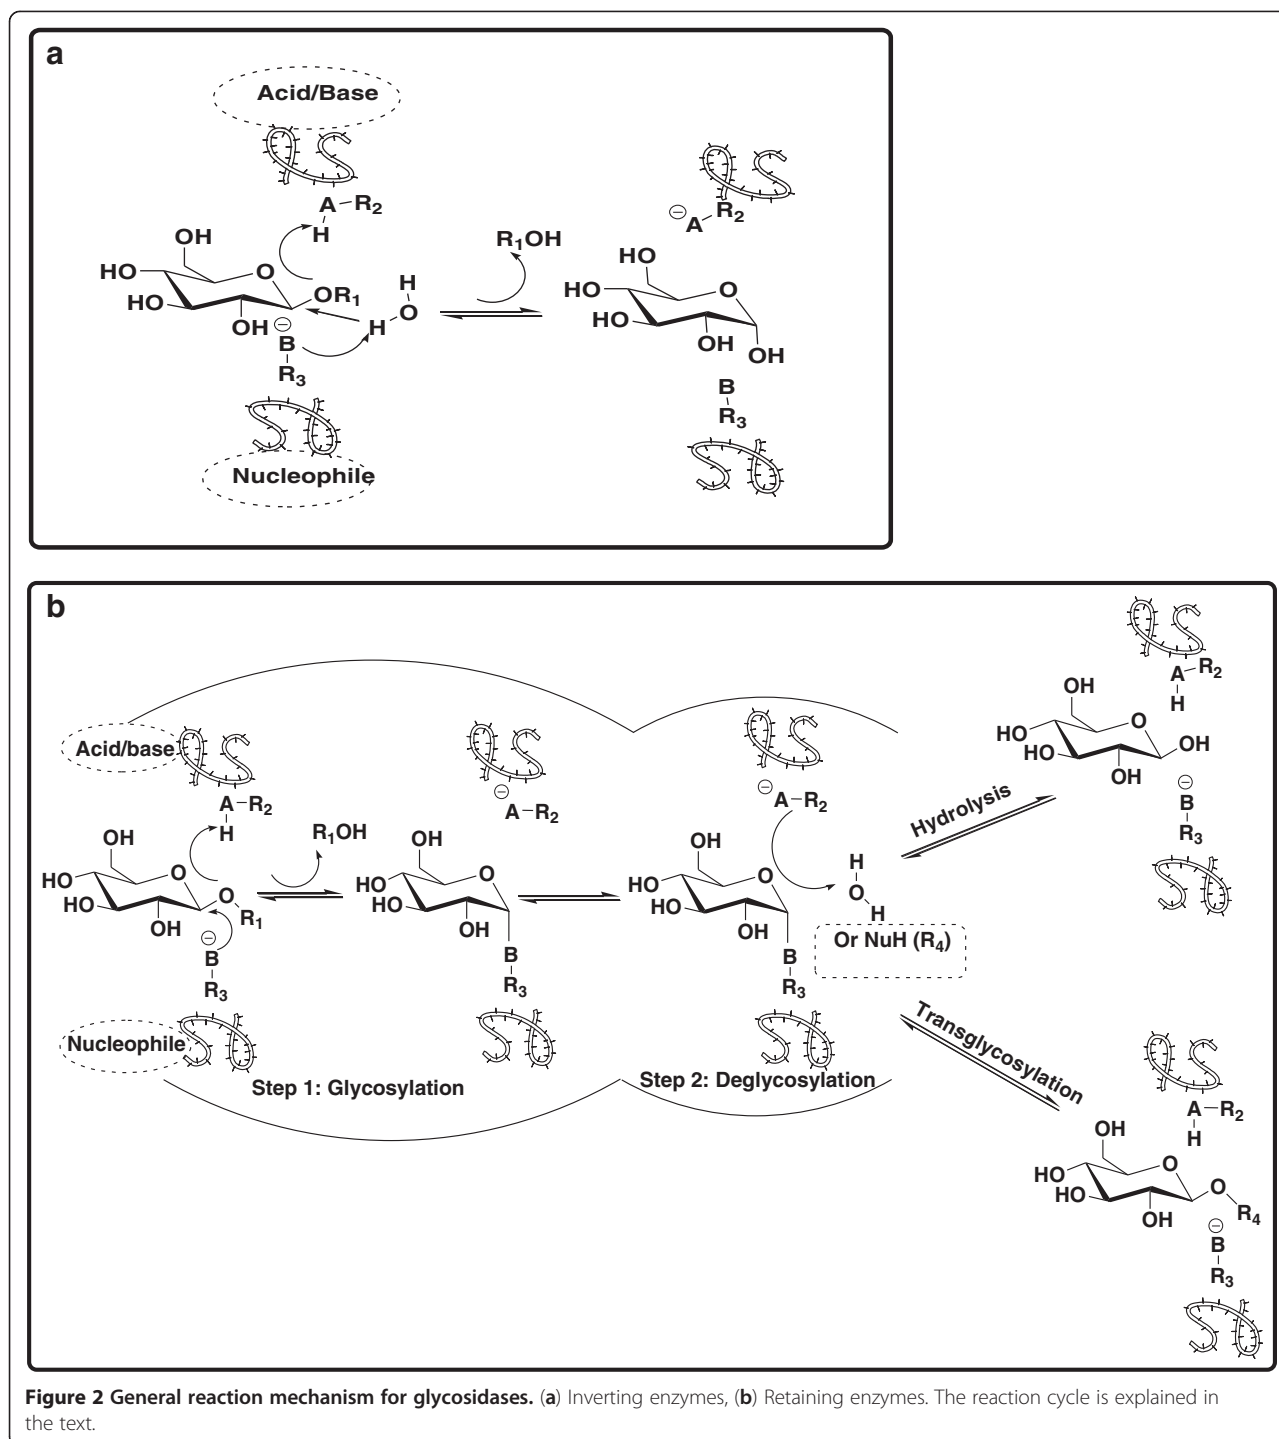 a
Acid/Base
A–R2
H
OH
HO
O
HO
OR1
OH
⊖
H
O
H
B
R3
Nucleophile
R1OH
⊖
A
R2
HO
HO
O
HO
OH
OH
B
R3
b
Acid/base
A–R2
H
OH
HO
O
HO
O
R1
OH
⊖
B
R3
Nucleophile
R1OH
⊖
A–R2
OH
HO
O
HO
OH
B
R3
Step 1: Glycosylation
⊖
A–R2
OH
HO
O
HO
OH
B
R3
H
O
H
Or NuH (R4)
Step 2: Deglycosylation
Hydrolysis
A–R2
H
OH
HO
O
HO
OH
OH
⊖
B
R3
Transglycosylation
A–R2
H
OH
HO
O
HO
O
R4
OH
⊖
B
R3
Figure 2 General reaction mechanism for glycosidases. (a) Inverting enzymes, (b) Retaining enzymes. The reaction cycle is explained in
the text.